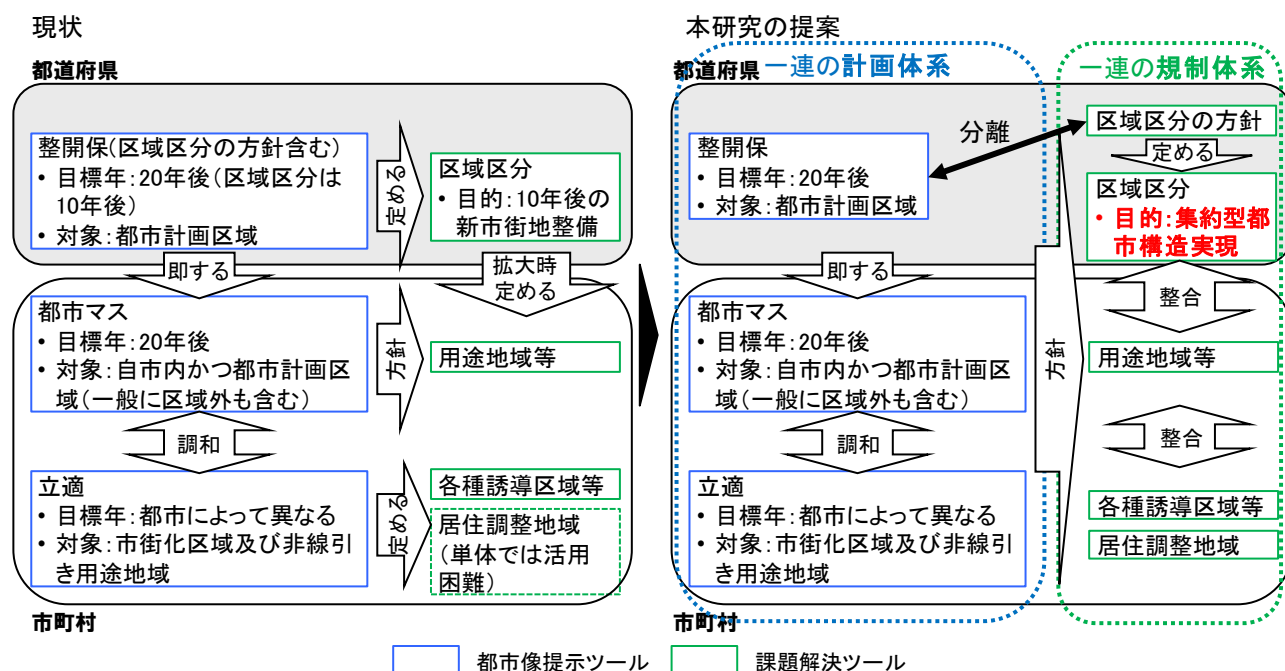 現状
都道府県
整開保(区域区分の方針含む)
• 目標年:20年後(区域区分は
10年後)
• 対象:都市計画区域
定める
区域区分
• 目的:10年後の
新市街地整備
即する
拡大時
定める
都市マス
• 目標年:20年後
• 対象:自市内かつ都市計画区
域(一般に区域外も含む)
方針
用途地域等
調和
立適
• 目標年:都市によって異なる
• 対象:市街化区域及び非線引
き用途地域
定める
各種誘導区域等
居住調整地域
(単体では活用
困難)
市町村
本研究の提案
都道府県
一連の計画体系
一連の規制体系
整開保
• 目標年:20年後
• 対象:都市計画区域
分離
区域区分の方針
定める
区域区分
• 目的:集約型都
市構造実現
即する
整合
都市マス
• 目標年:20年後
• 対象:自市内かつ都市計画区
域(一般に区域外も含む)
方針
用途地域等
調和
整合
立適
• 目標年:都市によって異なる
• 対象:市街化区域及び非線引
き用途地域
各種誘導区域等
居住調整地域
市町村
都市像提示ツール
課題解決ツール